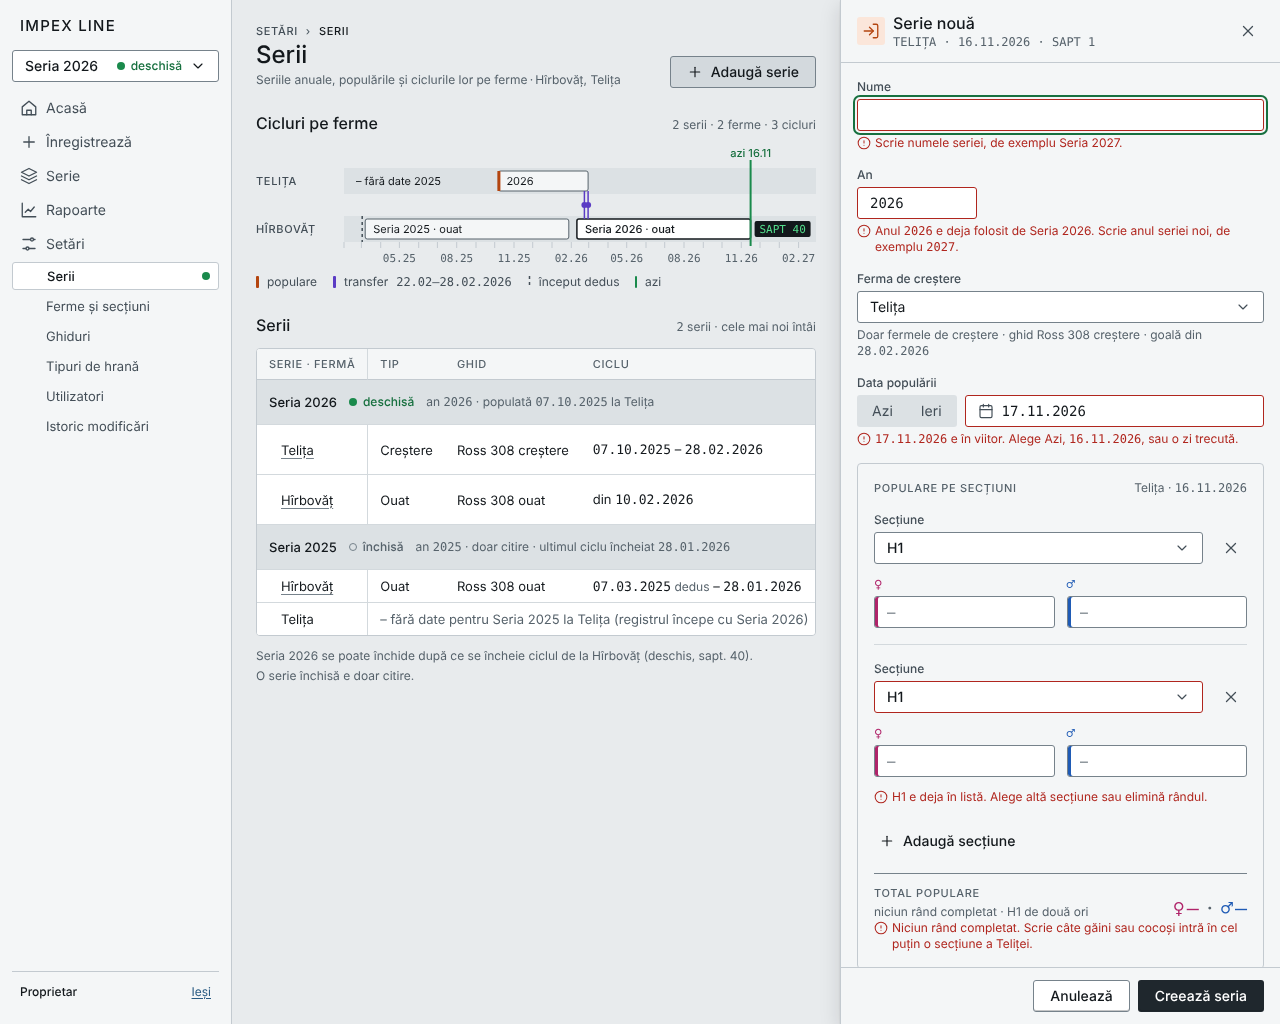 IMPEX LINE
Seria 2026 deschisă
Acasă
Înregistrează
Serie
Rapoarte
Setări
Serii
Ferme și secțiuni
Ghiduri
Tipuri de hrană
Utilizatori
Istoric modificări
Proprietar Ieși
SETĂRI › SERII
Serii
Seriile anuale, populările și ciclurile lor pe ferme · Hîrbovăț, Telița
Adaugă serie
Cicluri pe ferme
2 serii · 2 ferme · 3 cicluri
azi 16.11
TELIȚA – fără date 2025 2026
HÎRBOVĂȚ Seria 2025 · ouat Seria 2026 · ouat SAPT 40
05.25 08.25 11.25 02.26 05.26 08.26 11.26 02.27
populare transfer 22.02–28.02.2026 început dedus azi
Serii
2 serii · cele mai noi întâi
SERIE · FERMĂ TIP GHID CICLU
Seria 2026 deschisă an 2026 · populată 07.10.2025 la Telița
Telița Creștere Ross 308 creștere 07.10.2025 – 28.02.2026
Hîrbovăț Ouat Ross 308 ouat din 10.02.2026
Seria 2025 închisă an 2025 · doar citire · ultimul ciclu încheiat 28.01.2026
Hîrbovăț Ouat Ross 308 ouat 07.03.2025 dedus – 28.01.2026
Telița – fără date pentru Seria 2025 la Telița (registrul începe cu Seria 2026)
Seria 2026 se poate închide după ce se încheie ciclul de la Hîrbovăț (deschis, sapt. 40).
O serie închisă e doar citire.
Serie nouă
TELIȚA · 16.11.2026 · SAPT 1
Nume
Scrie numele seriei, de exemplu Seria 2027.
An
2026
Anul 2026 e deja folosit de Seria 2026. Scrie anul seriei noi, de
exemplu 2027.
Ferma de creștere
Telița
Doar fermele de creștere · ghid Ross 308 creștere · goală din
28.02.2026
Data populării
Azi Ieri 17.11.2026
17.11.2026 e în viitor. Alege Azi, 16.11.2026, sau o zi trecută.
POPULARE PE SECȚIUNI Telița · 16.11.2026
Secțiune
H1
♀ ♂
– –
Secțiune
H1
♀ ♂
– –
H1 e deja în listă. Alege altă secțiune sau elimină rândul.
Adaugă secțiune
TOTAL POPULARE
niciun rând completat · H1 de două ori ♀— · ♂—
Niciun rând completat. Scrie câte găini sau cocoși intră în cel
puțin o secțiune a Teliței.
Anulează Creează seria